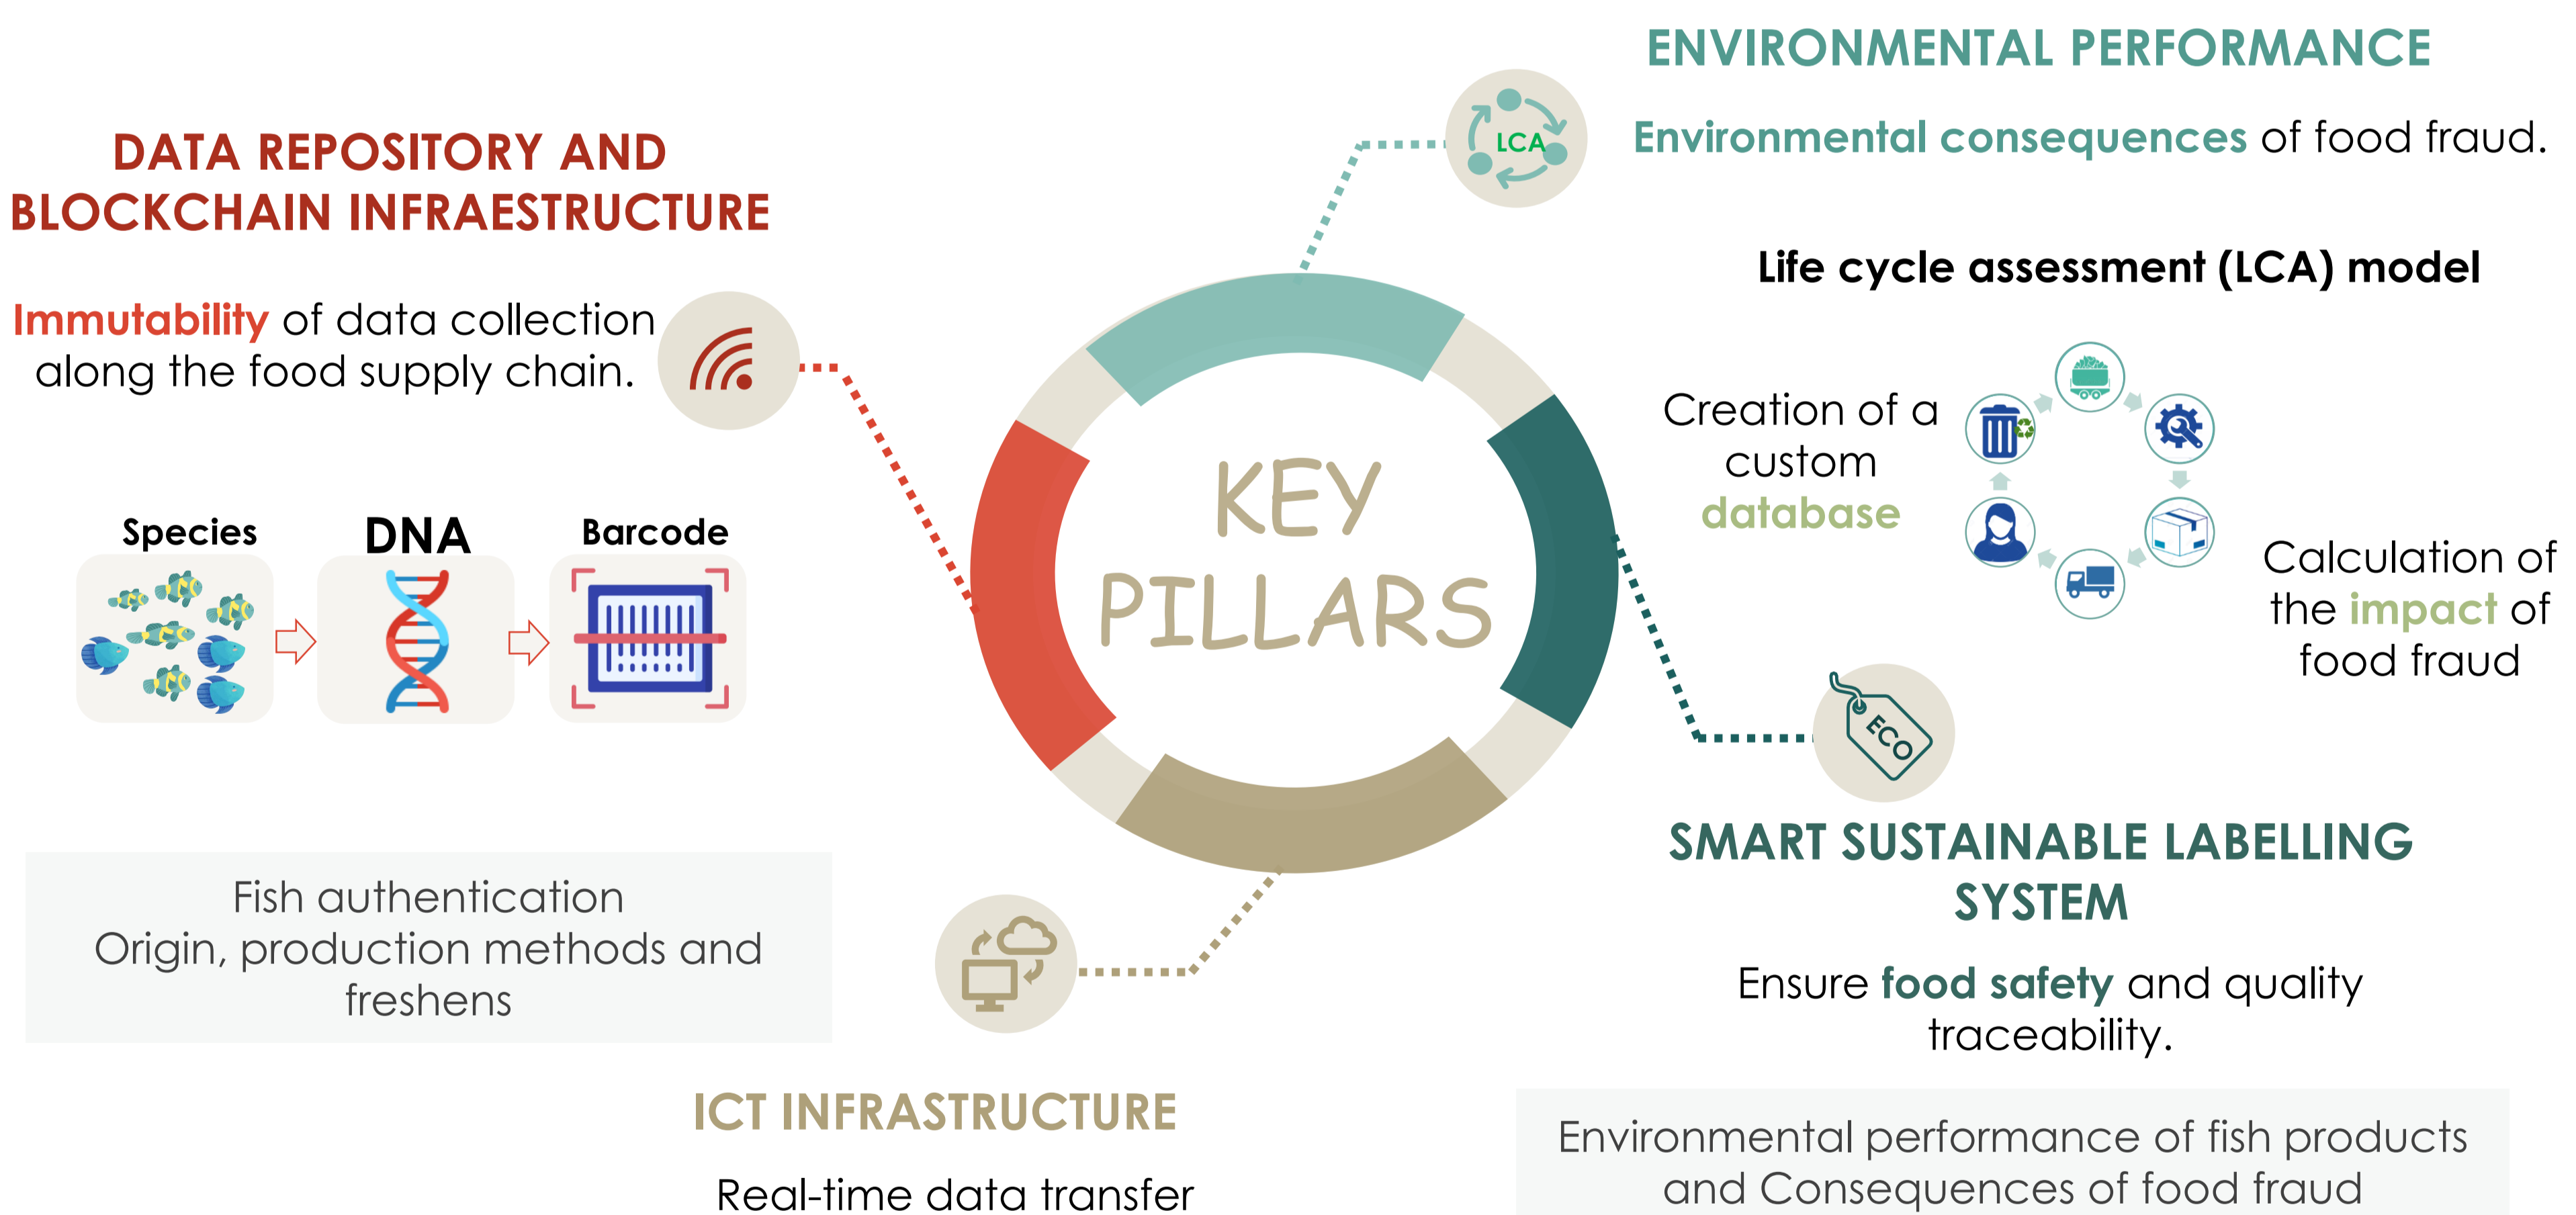 DATA REPOSITORY AND
BLOCKCHAIN INFRAESTRUCTURE
Immutability of data collection
along the food supply chain.
Species
DNA
Barcode
Fish authentication
Origin, production methods and
freshens
KEY
PILLARS
ICT INFRASTRUCTURE
Real-time data transfer
LCA
ENVIRONMENTAL PERFORMANCE
Environmental consequences of food fraud.
Life cycle assessment (LCA) model
Creation of a
custom
database
Calculation of
the impact of
food fraud
ECO
SMART SUSTAINABLE LABELLING
SYSTEM
Ensure food safety and quality
traceability.
Environmental performance of fish products
and Consequences of food fraud